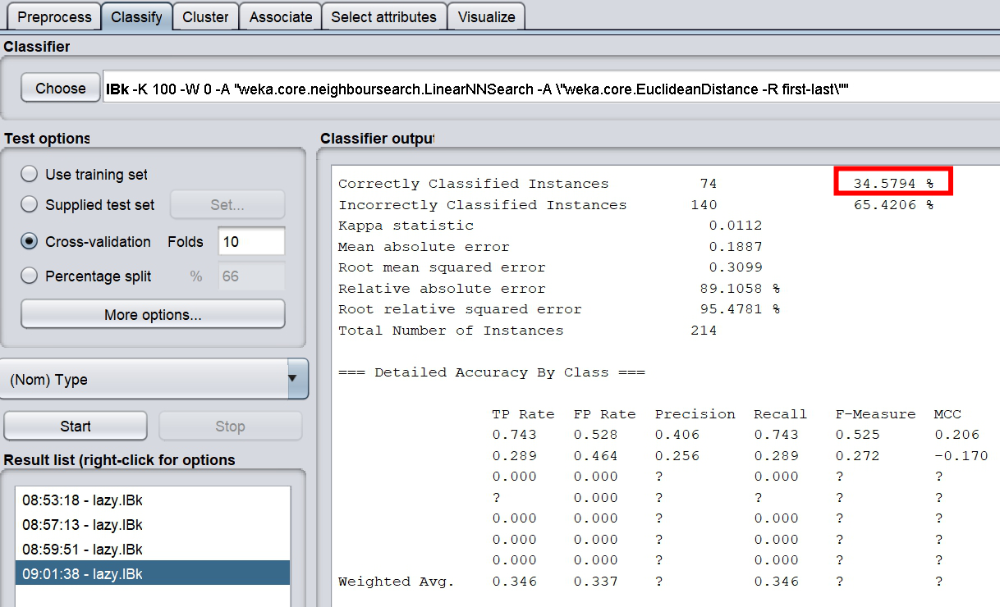 Preprocess Classify Cluster Associate Select attributes Visualize
Classifier
Choose IBk -K 100 -W 0 -A "weka.core.neighboursearch.LinearNNSearch -A \"weka.core.EuclideanDistance -R first-last\""
Test options
Use training set
Supplied test set Set...
Cross-validation Folds 10
Percentage split % 66
More options...
(Nom) Type
Start Stop
Result list (right-click for options
08:53:18 - lazy.IBk
08:57:13 - lazy.IBk
08:59:51 - lazy.IBk
09:01:38 - lazy.IBk
Classifier output
Correctly Classified Instances 74 34.5794 %
Incorrectly Classified Instances 140 65.4206 %
Kappa statistic 0.0112
Mean absolute error 0.1887
Root mean squared error 0.3099
Relative absolute error 89.1058 %
Root relative squared error 95.4781 %
Total Number of Instances 214
=== Detailed Accuracy By Class ===
TP Rate FP Rate Precision Recall F-Measure MCC
0.743 0.528 0.406 0.743 0.525 0.206
0.289 0.464 0.256 0.289 0.272 -0.170
0.000 0.000 ? 0.000 ? ?
? 0.000 ? ? ? ?
0.000 0.000 ? 0.000 ? ?
0.000 0.000 ? 0.000 ? ?
0.000 0.000 ? 0.000 ? ?
Weighted Avg. 0.346 0.337 ? 0.346 ? ?